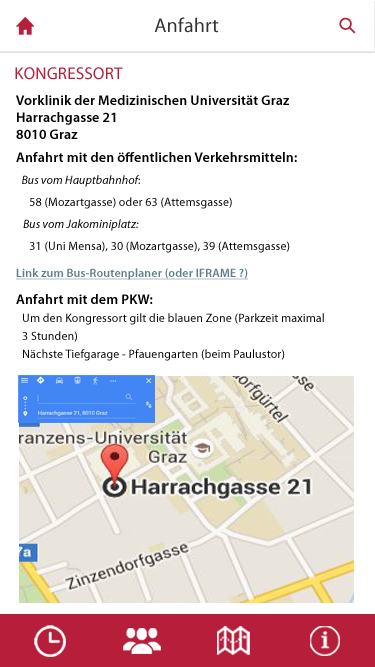 Anfahrt
KONGRESSORT
Vorklinik der Medizinischen Universität Graz
Harrachgasse 21
8010 Graz
Anfahrt mit den öffentlichen Verkehrsmitteln:
Bus vom Hauptbahnhof:
58 (Mozartgasse) oder 63 (Attemsgasse)
Bus vom Jakominiplatz:
31 (Uni Mensa), 30 (Mozartgasse), 39 (Attemsgasse)
Link zum Bus-Routenplaner (oder IFRAME ?)
Anfahrt mit dem PKW:
Um den Kongressort gilt die blauen Zone (Parkzeit maximal
3 Stunden)
Nächste Tiefgarage - Pfauengarten (beim Paulustor)
Harrachgasse 21, 8010 Graz
dorfgürtel
ranzens-Universität
Graz
Harrachgasse 21
7a
Zinzendorfgasse